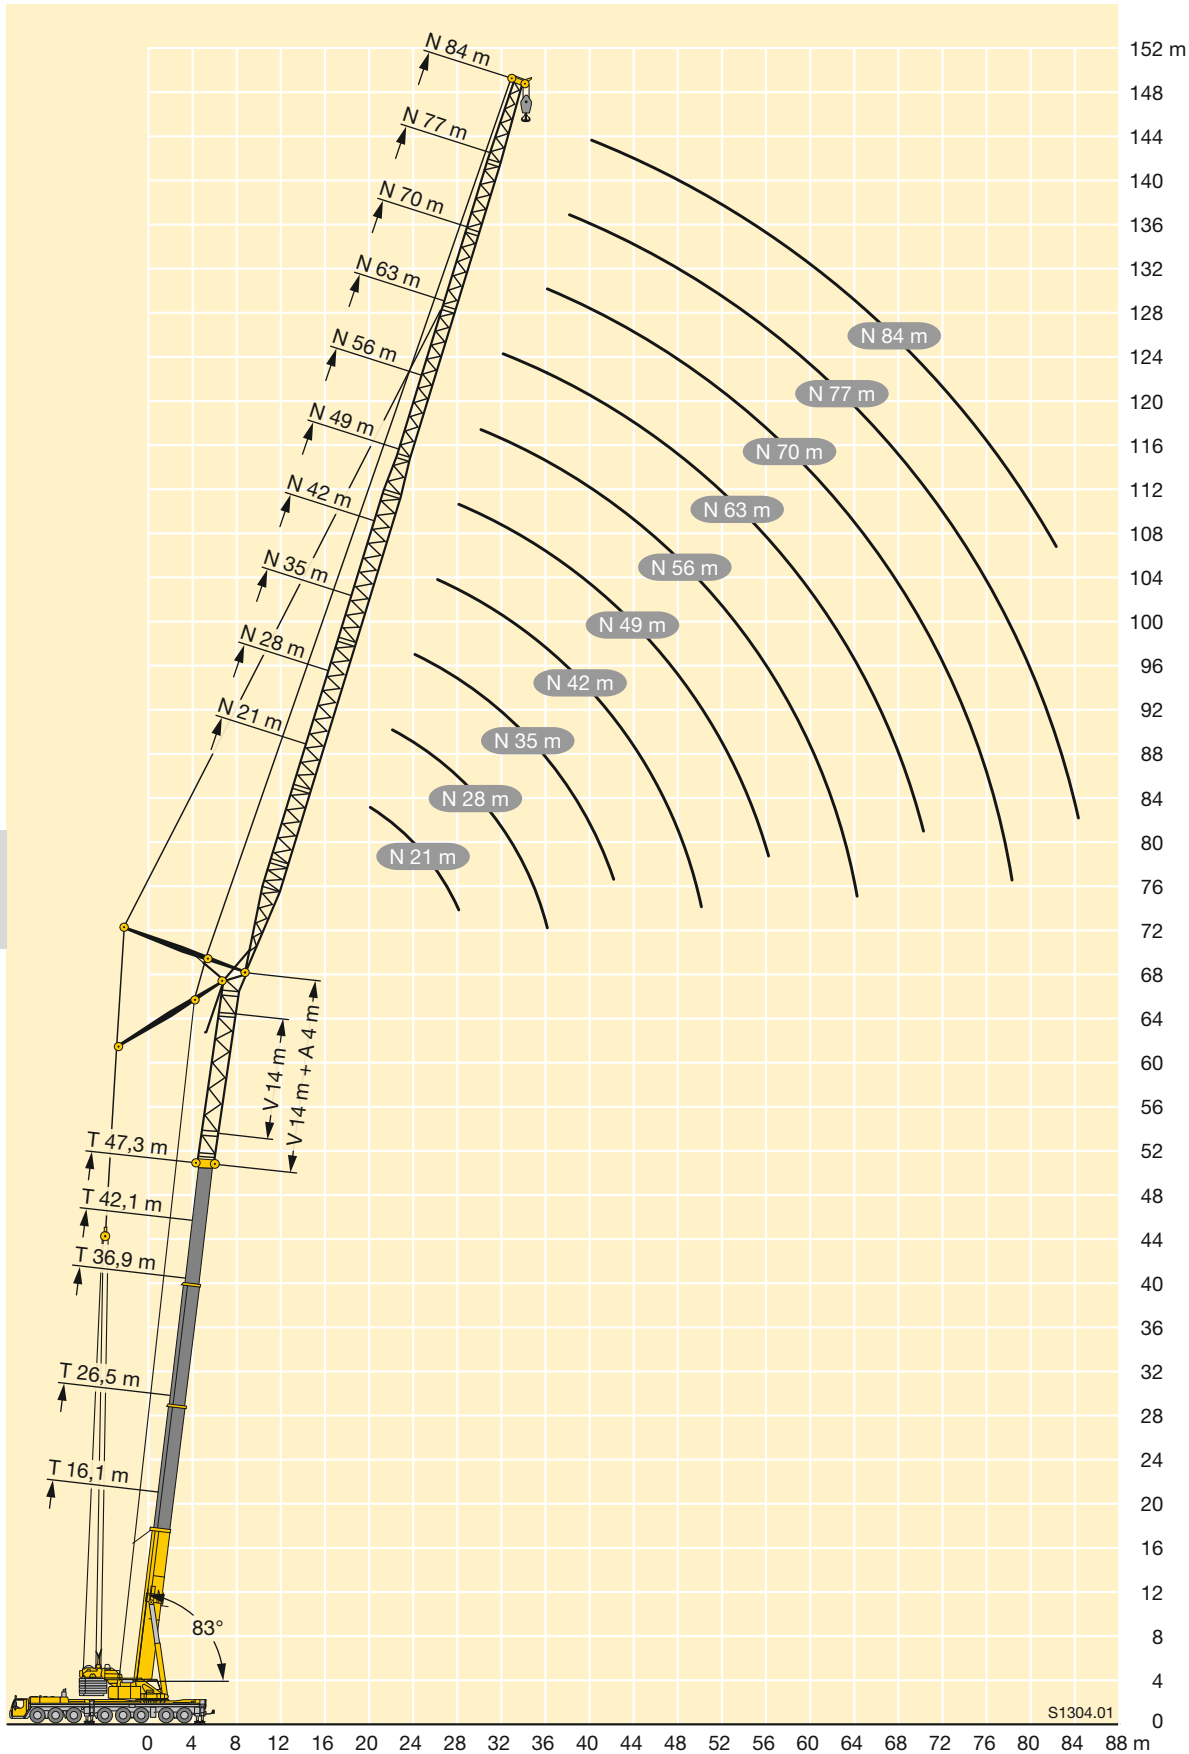 N 84 m
152 m
148
N 77 m
144
140
N 70 m
136
N 63 m
132
128
N 84 m
N 56 m
124
N 77 m
120
N 49 m
N 70 m
116
N 42 m
112
N 63 m
108
N 35 m
N 56 m
104
N 49 m
100
N 28 m
96
N 42 m
N 21 m
92
N 35 m
88
N 28 m
84
80
N 21 m
76
72
68
64
60
V 14 m
V 14 m + A 4 m
56
T 47,3 m
52
T 42,1 m
48
44
T 36,9 m
40
36
T 26,5 m
32
28
24
T 16,1 m
20
16
12
83°
8
4
S1304.01
0
0 4 8 12 16 20 24 28 32 36 40 44 48 52 56 60 64 68 72 76 80 84 88 m